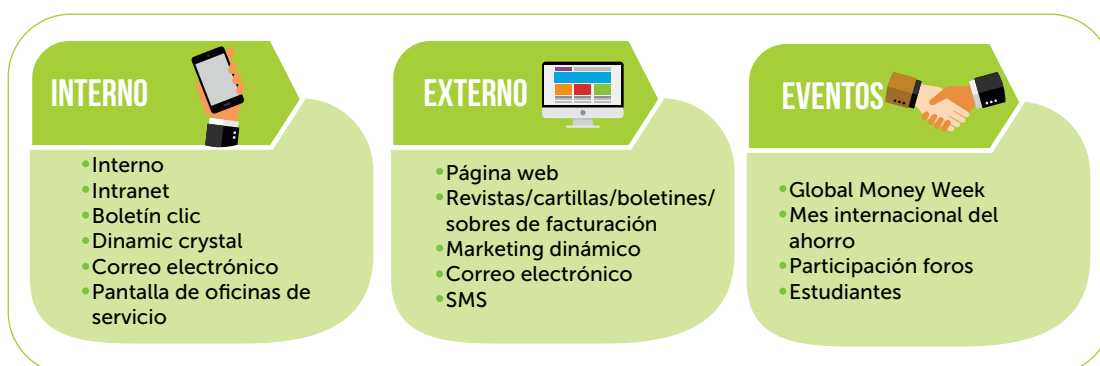 INTERNO
•Interno
•Intranet
•Boletín clic
•Dinamic crystal
•Correo electrónico
•Pantalla de oficinas de
servicio
EXTERNO
•Página web
•Revistas/cartillas/boletines/
sobres de facturación
•Marketing dinámico
•Correo electrónico
•SMS
EVENTOS
•Global Money Week
•Mes internacional del
ahorro
•Participación foros
•Estudiantes